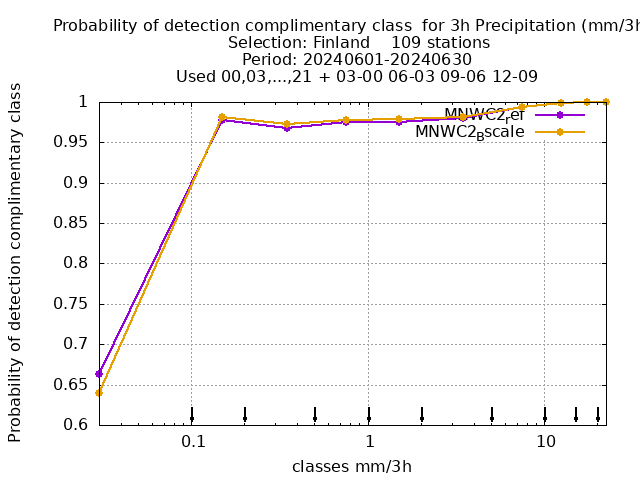 Probability of detection complimentary class  for 3h Precipitation (mm/3h
Selection: Finland    109 stations
Period: 20240601-20240630
Used 00,03,...,21 + 03-00 06-03 09-06 12-09
Probability of detection complimentary class
1
0.95
0.9
0.85
0.8
0.75
0.7
0.65
0.6
MNWC2ref
MNWC2Bscale
0.1
1
10
classes mm/3h